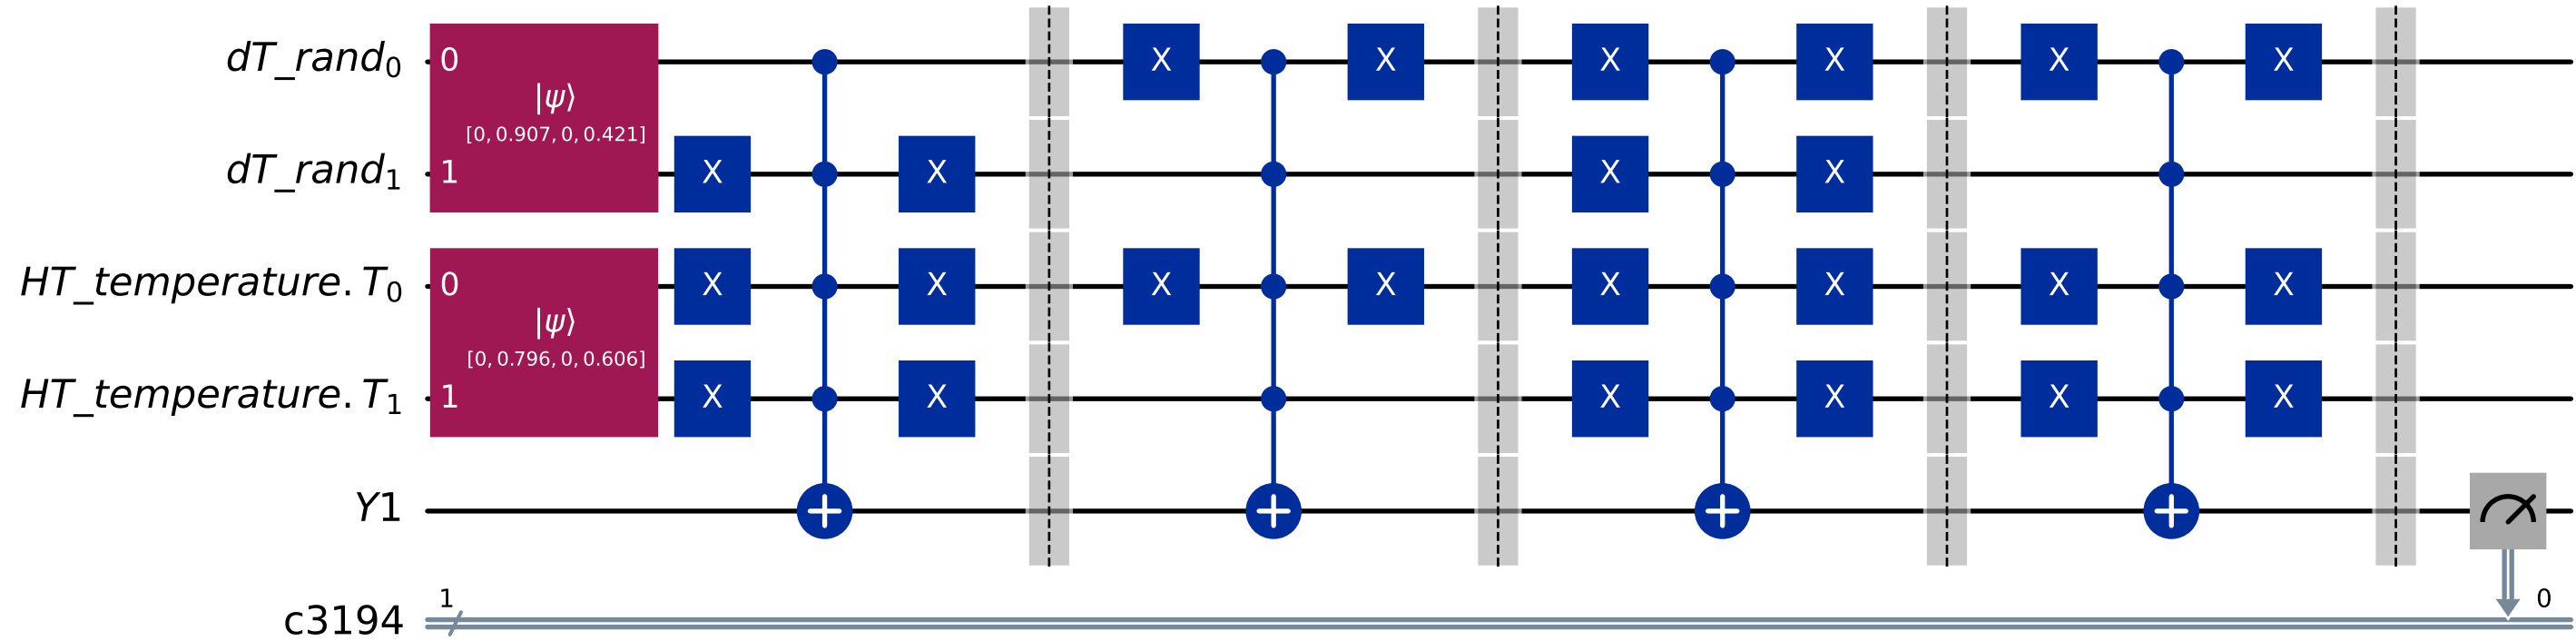 dT_rand0 0 X X X X X X
|ψ⟩
[0, 0.907, 0, 0.421]
dT_rand1 1 X X X X
HT_temperature. T0 0 X X X X X X X X
|ψ⟩
[0, 0.796, 0, 0.606]
HT_temperature. T1 1 X X X X X X
Y1
1 0
c3194